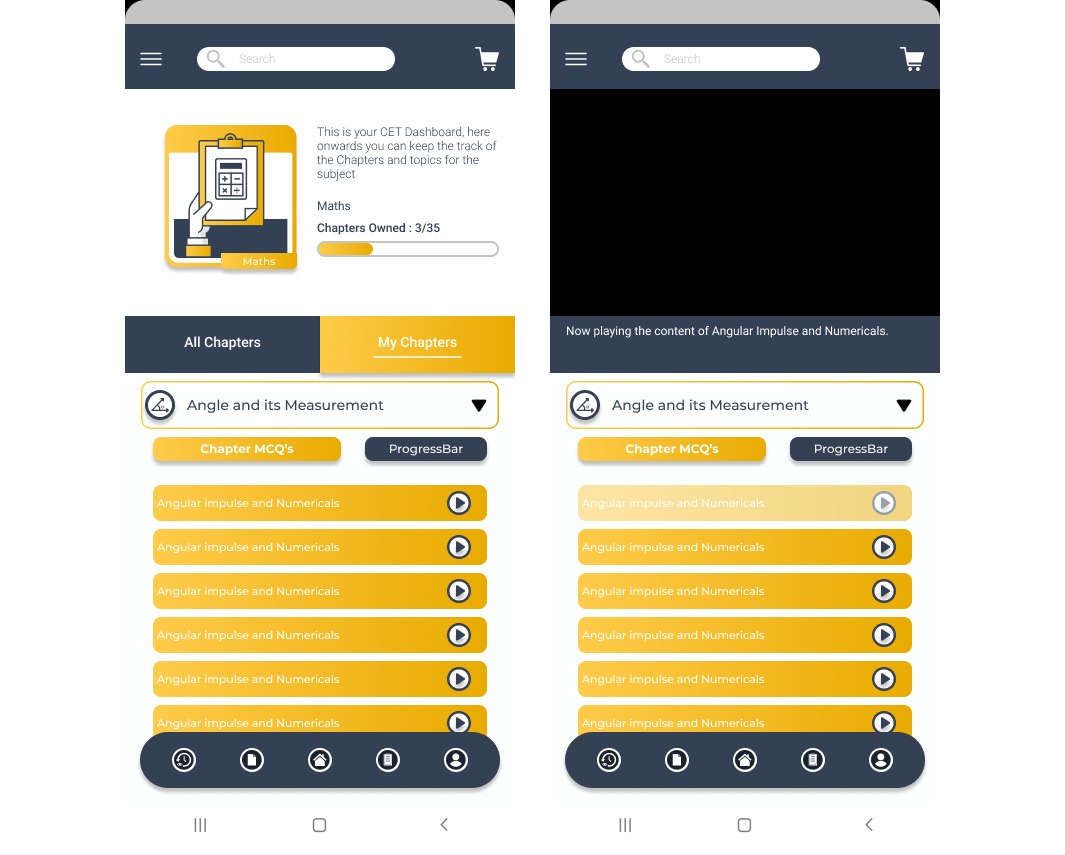 Search
This is your CET Dashboard, here
onwards you can keep the track of
the Chapters and topics for the
subject
Maths
Chapters Owned : 3/35
Maths
All Chapters
My Chapters
Angle and its Measurement
Chapter MCQ's
ProgressBar
Angular impulse and Numericals
Angular impulse and Numericals
Angular impulse and Numericals
Angular impulse and Numericals
Angular impulse and Numericals
Angular impulse and Numericals
Search
Now playing the content of Angular Impulse and Numericals.
Angle and its Measurement
Chapter MCQ's
ProgressBar
Angular impulse and Numericals
Angular impulse and Numericals
Angular impulse and Numericals
Angular impulse and Numericals
Angular impulse and Numericals
Angular impulse and Numericals